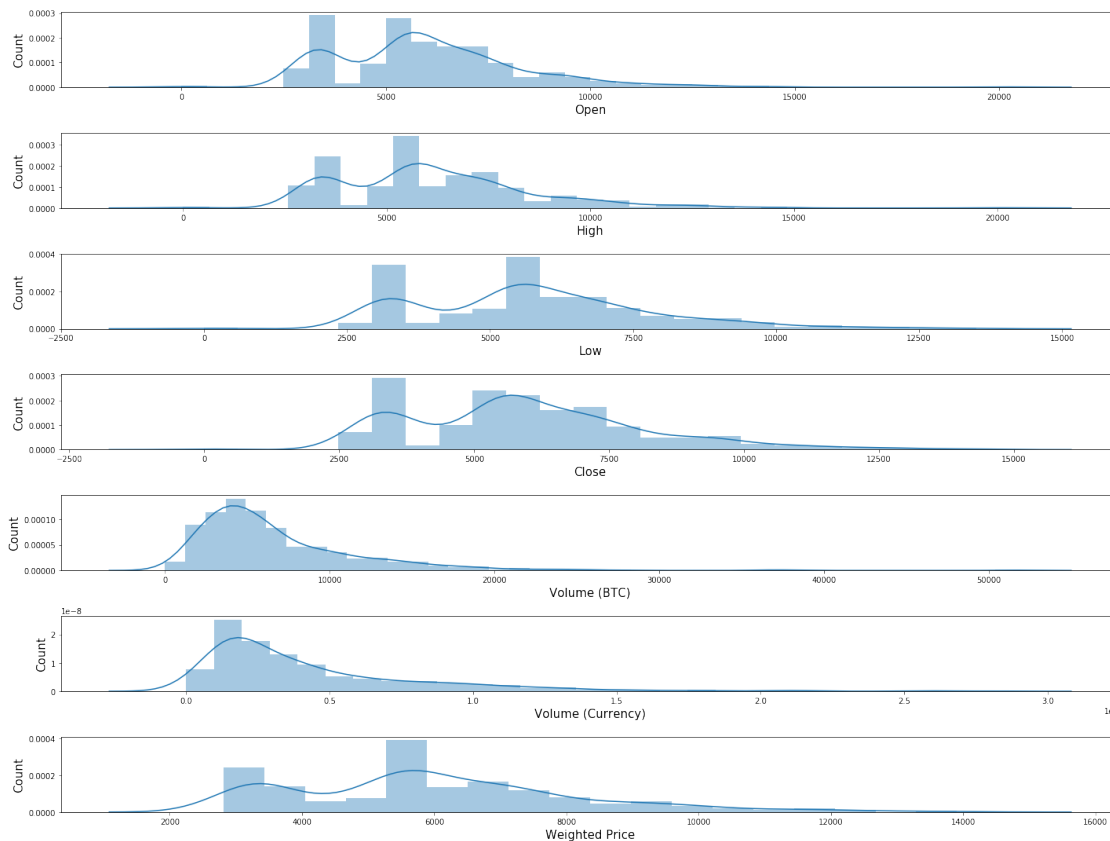 0.0003
0.0002
0.0001
0.0000
Count
0 5000 10000 15000 20000
Open
0.0003
0.0002
0.0001
0.0000
Count
0 5000 10000 15000 20000
High
0.0004
0.0002
0.0000
Count
−2500 0 2500 5000 7500 10000 12500 15000
Low
0.0003
0.0002
0.0001
0.0000
Count
−2500 0 2500 5000 7500 10000 12500 15000
Close
0.00010
0.00005
0.00000
Count
0 10000 20000 30000 40000 50000
Volume (BTC)
1e−8
2
1
0
Count
0.0 0.5 1.0 1.5 2.0 2.5 3.0
Volume (Currency)
0.0004
0.0002
0.0000
Count
2000 4000 6000 8000 10000 12000 14000 16000
Weighted Price